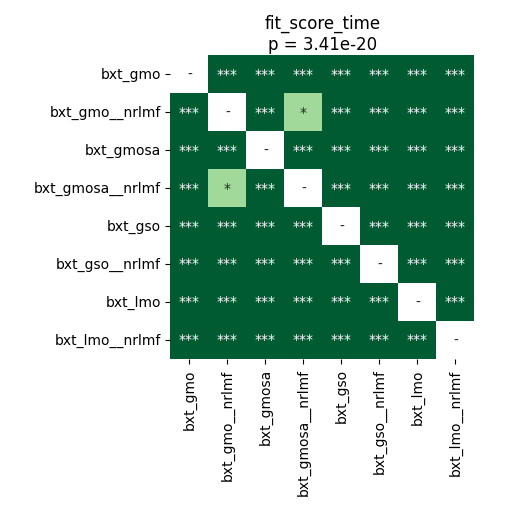 fit_score_time
p = 3.41e-20
bxt_gmo - *** *** *** *** *** *** ***
bxt_gmo__nrlmf *** - *** * *** *** *** ***
bxt_gmosa *** *** - *** *** *** *** ***
bxt_gmosa__nrlmf *** * *** - *** *** *** ***
bxt_gso *** *** *** *** - *** *** ***
bxt_gso__nrlmf *** *** *** *** *** - *** ***
bxt_lmo *** *** *** *** *** *** - ***
bxt_lmo__nrlmf *** *** *** *** *** *** *** -
bxt_gmo
bxt_gmo__nrlmf
bxt_gmosa
bxt_gmosa__nrlmf
bxt_gso
bxt_gso__nrlmf
bxt_lmo
bxt_lmo__nrlmf